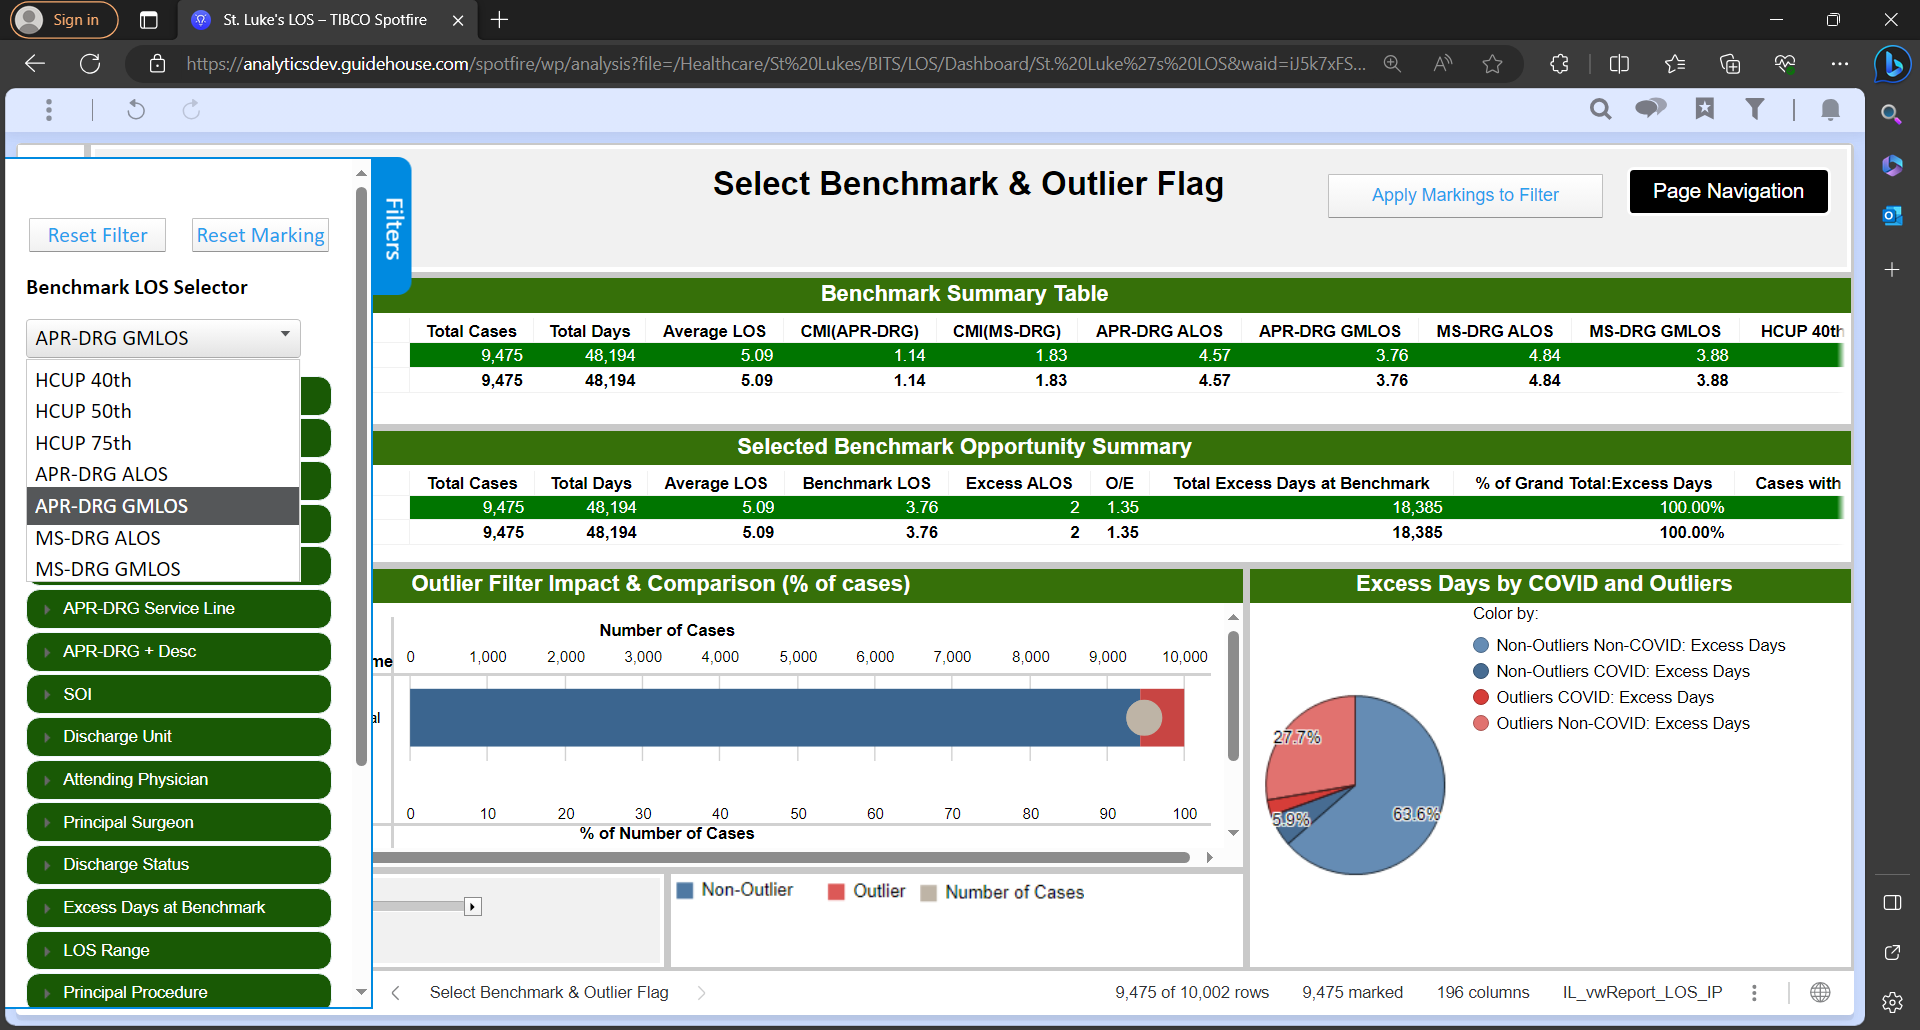 Sign in
St. Luke's LOS – TIBCO Spotfire
https://analyticsdev.guidehouse.com/spotfire/wp/analysis?file=/Healthcare/St%20Lukes/BITS/LOS/Dashboard/St.%20Luke%27s%20LOS&waid=iJ5k7xFS...
Select Benchmark & Outlier Flag
Apply Markings to Filter
Page Navigation
Filters
Reset Filter Reset Marking
Benchmark LOS Selector
APR-DRG GMLOS
HCUP 40th
HCUP 50th
HCUP 75th
APR-DRG ALOS
APR-DRG GMLOS
MS-DRG ALOS
MS-DRG GMLOS
APR-DRG Service Line
APR-DRG + Desc
SOI
Discharge Unit
Attending Physician
Principal Surgeon
Discharge Status
Excess Days at Benchmark
LOS Range
Principal Procedure
Benchmark Summary Table
Total Cases Total Days Average LOS CMI(APR-DRG) CMI(MS-DRG) APR-DRG ALOS APR-DRG GMLOS MS-DRG ALOS MS-DRG GMLOS HCUP 40th
9,475 48,194 5.09 1.14 1.83 4.57 3.76 4.84 3.88
9,475 48,194 5.09 1.14 1.83 4.57 3.76 4.84 3.88
Selected Benchmark Opportunity Summary
Total Cases Total Days Average LOS Benchmark LOS Excess ALOS O/E Total Excess Days at Benchmark % of Grand Total:Excess Days Cases with
9,475 48,194 5.09 3.76 2 1.35 18,385 100.00%
9,475 48,194 5.09 3.76 2 1.35 18,385 100.00%
Outlier Filter Impact & Comparison (% of cases)
Number of Cases
me 0 1,000 2,000 3,000 4,000 5,000 6,000 7,000 8,000 9,000 10,000
al
0 10 20 30 40 50 60 70 80 90 100
% of Number of Cases
Non-Outlier Outlier Number of Cases
Excess Days by COVID and Outliers
Color by:
Non-Outliers Non-COVID: Excess Days
Non-Outliers COVID: Excess Days
Outliers COVID: Excess Days
Outliers Non-COVID: Excess Days
27.7%
63.6%
5.9%
Select Benchmark & Outlier Flag
9,475 of 10,002 rows 9,475 marked 196 columns IL_vwReport_LOS_IP